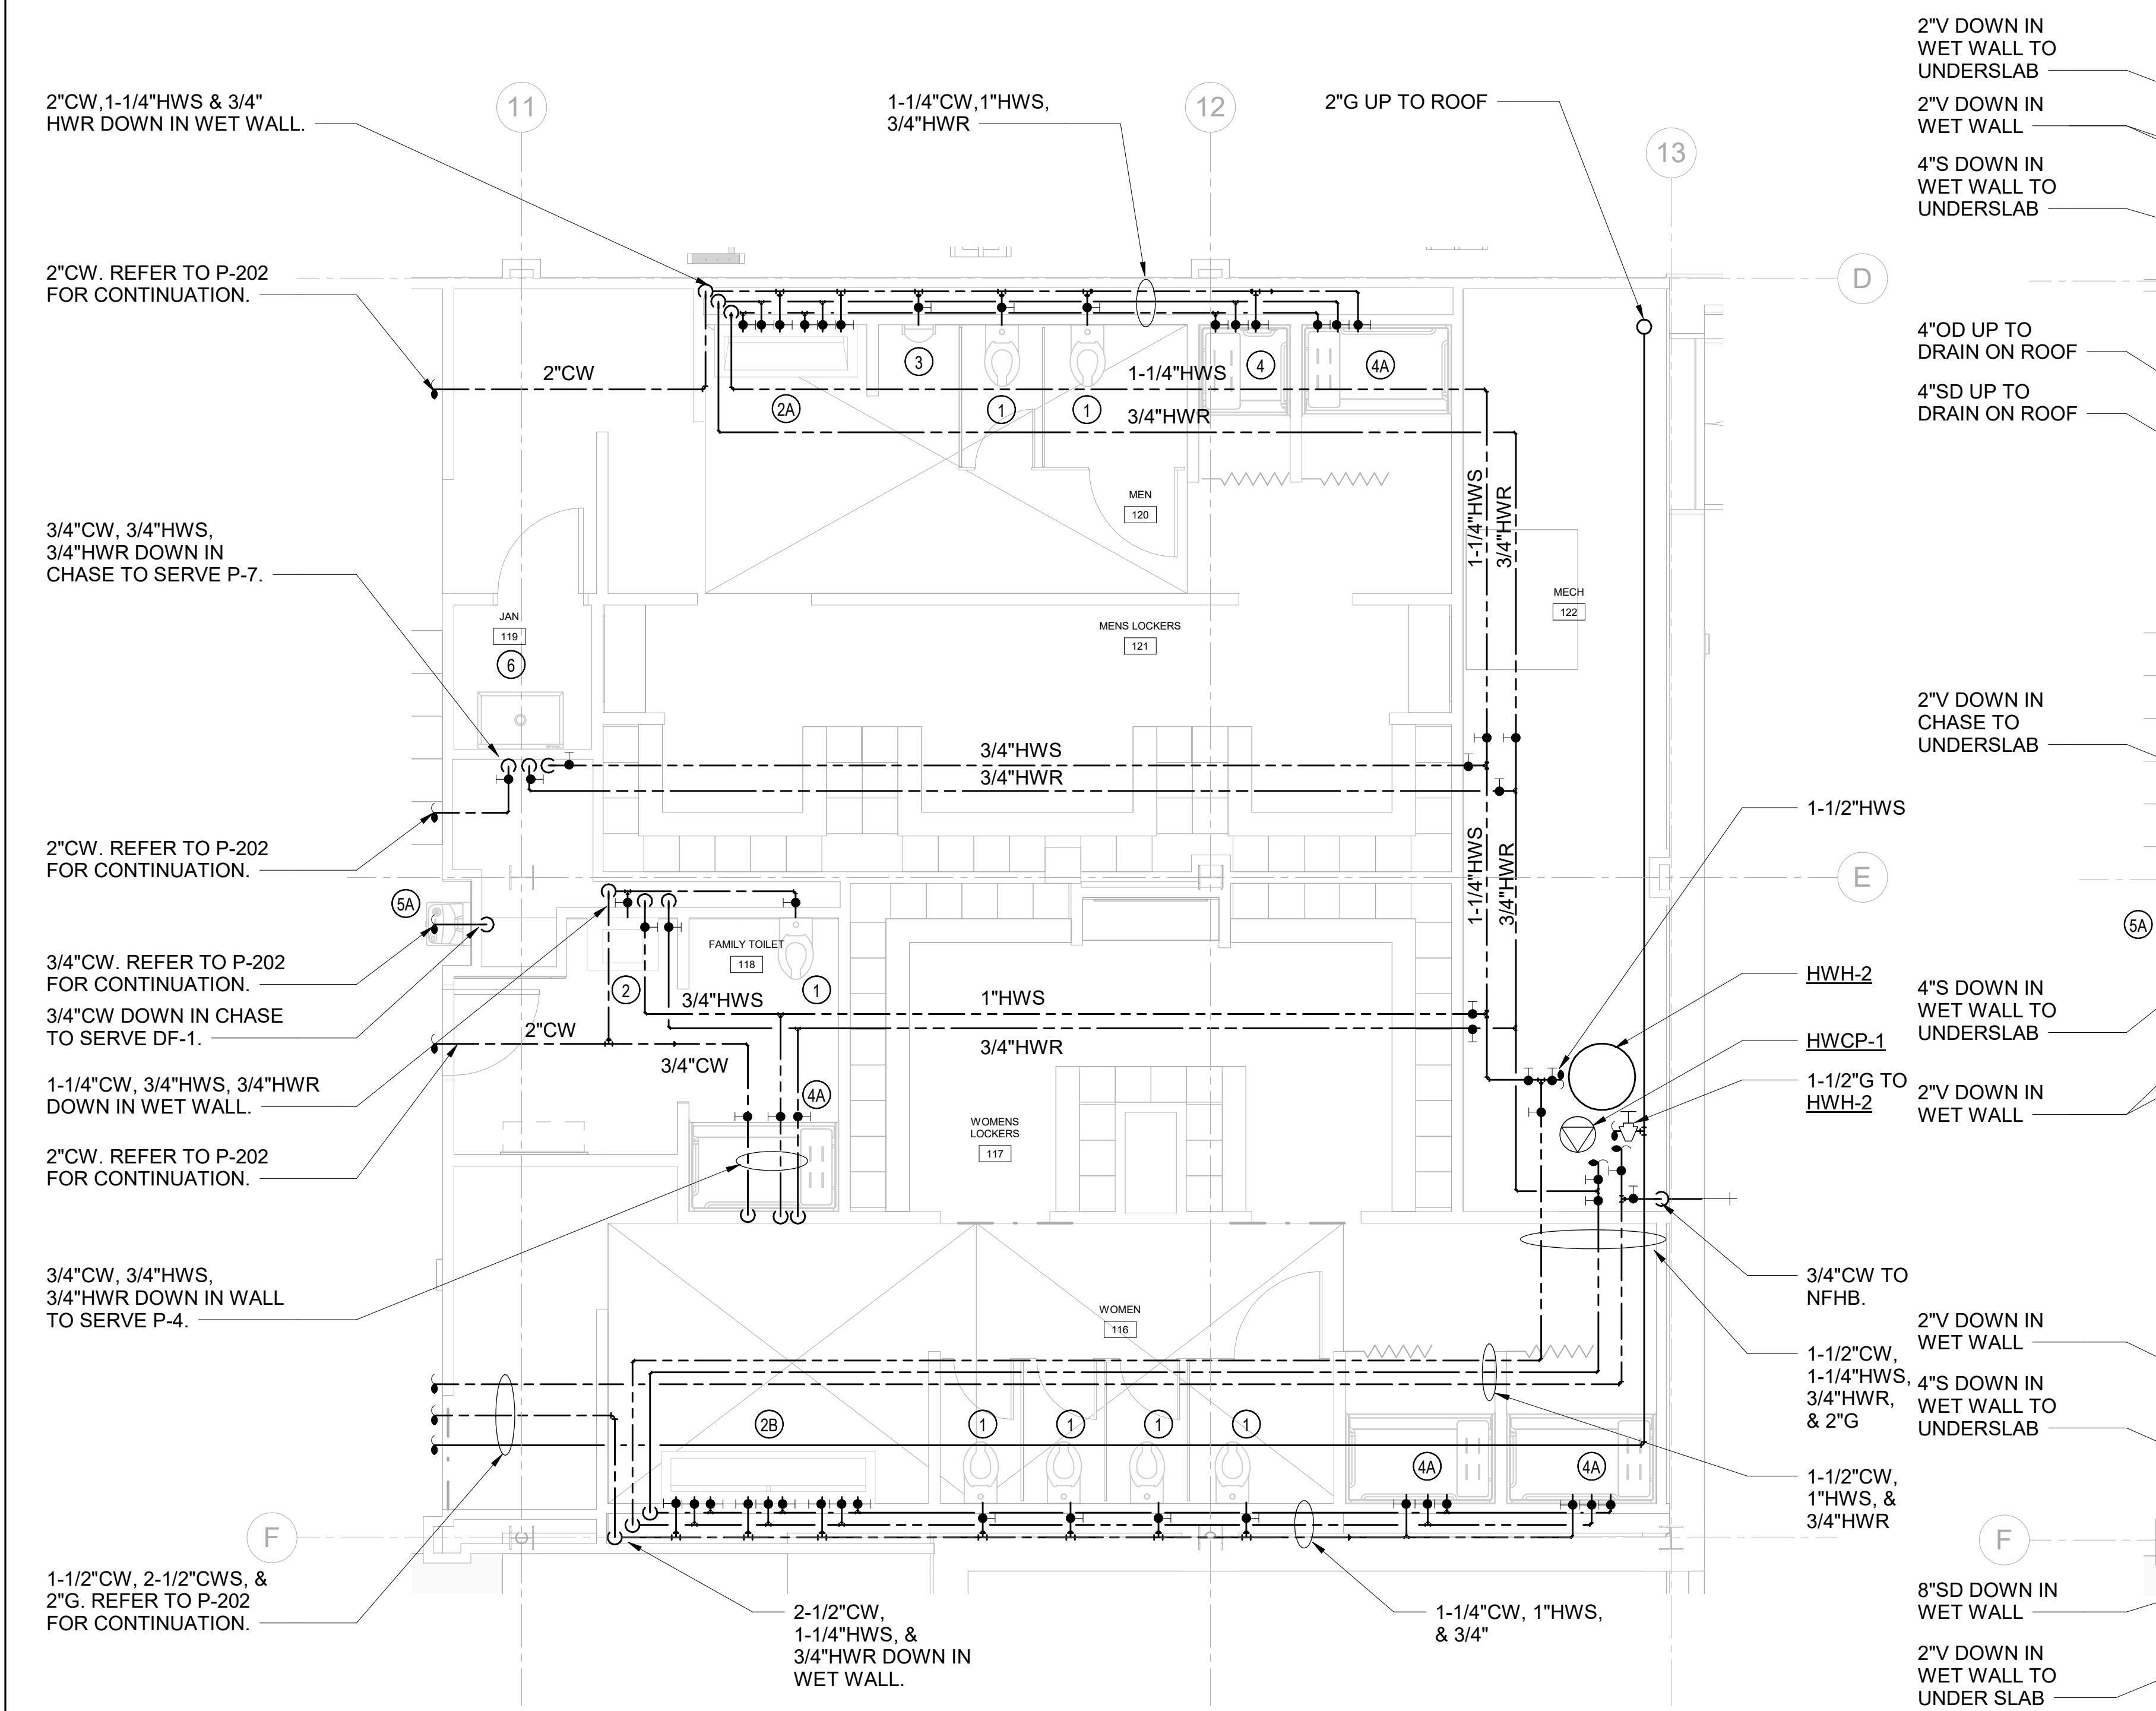 2"CW,1-1/4"HWS & 3/4"
HWR DOWN IN WET WALL.
11
1-1/4"CW,1"HWS,
3/4"HWR
12
2"G UP TO ROOF
13
2"CW. REFER TO P-202
FOR CONTINUATION.
D
2"CW
3
1
1
2A
4
4A
1-1/4"HWS
3/4"HWR
1-1/4"HWS
3/4"HWR
MEN
120
3/4"CW, 3/4"HWS,
3/4"HWR DOWN IN
CHASE TO SERVE P-7.
JAN
119
6
MENS LOCKERS
121
MECH
122
3/4"HWS
3/4"HWR
1-1/2"HWS
2"CW. REFER TO P-202
FOR CONTINUATION.
1-1/4"HWS
3/4"HWR
E
5A
FAMILY TOILET
118
2
1
3/4"CW. REFER TO P-202
FOR CONTINUATION.
3/4"CW DOWN IN CHASE
TO SERVE DF-1.
3/4"HWS
1"HWS
2"CW
3/4"HWR
3/4"CW
4A
HWH-2
HWCP-1
1-1/2"G TO
HWH-2
1-1/4"CW, 3/4"HWS, 3/4"HWR
DOWN IN WET WALL.
WOMENS
LOCKERS
117
2"CW. REFER TO P-202
FOR CONTINUATION.
3/4"CW, 3/4"HWS,
3/4"HWR DOWN IN WALL
TO SERVE P-4.
WOMEN
116
3/4"CW TO
NFHB.
1-1/2"CW,
1-1/4"HWS,
3/4"HWR,
& 2"G
2B
1
1
1
1
4A
4A
1-1/2"CW,
1"HWS, &
3/4"HWR
F
1-1/2"CW, 2-1/2"CWS, &
2"G. REFER TO P-202
FOR CONTINUATION.
2-1/2"CW,
1-1/4"HWS, &
3/4"HWR DOWN IN
WET WALL.
1-1/4"CW, 1"HWS,
& 3/4"
2"V DOWN IN
WET WALL TO
UNDERSLAB
2"V DOWN IN
WET WALL
4"S DOWN IN
WET WALL TO
UNDERSLAB
4"OD UP TO
DRAIN ON ROOF
4"SD UP TO
DRAIN ON ROOF
2"V DOWN IN
CHASE TO
UNDERSLAB
5A
4"S DOWN IN
WET WALL TO
UNDERSLAB
2"V DOWN IN
WET WALL
2"V DOWN IN
WET WALL
4"S DOWN IN
WET WALL TO
UNDERSLAB
F
8"SD DOWN IN
WET WALL
2"V DOWN IN
WET WALL TO
UNDER SLAB